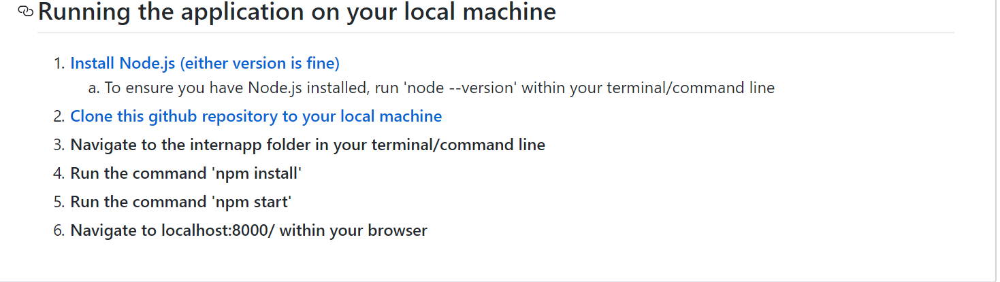 Running the application on your local machine
1. Install Node.js (either version is fine)
a. To ensure you have Node.js installed, run 'node --version' within your terminal/command line
2. Clone this github repository to your local machine
3. Navigate to the internapp folder in your terminal/command line
4. Run the command 'npm install'
5. Run the command 'npm start'
6. Navigate to localhost:8000/ within your browser